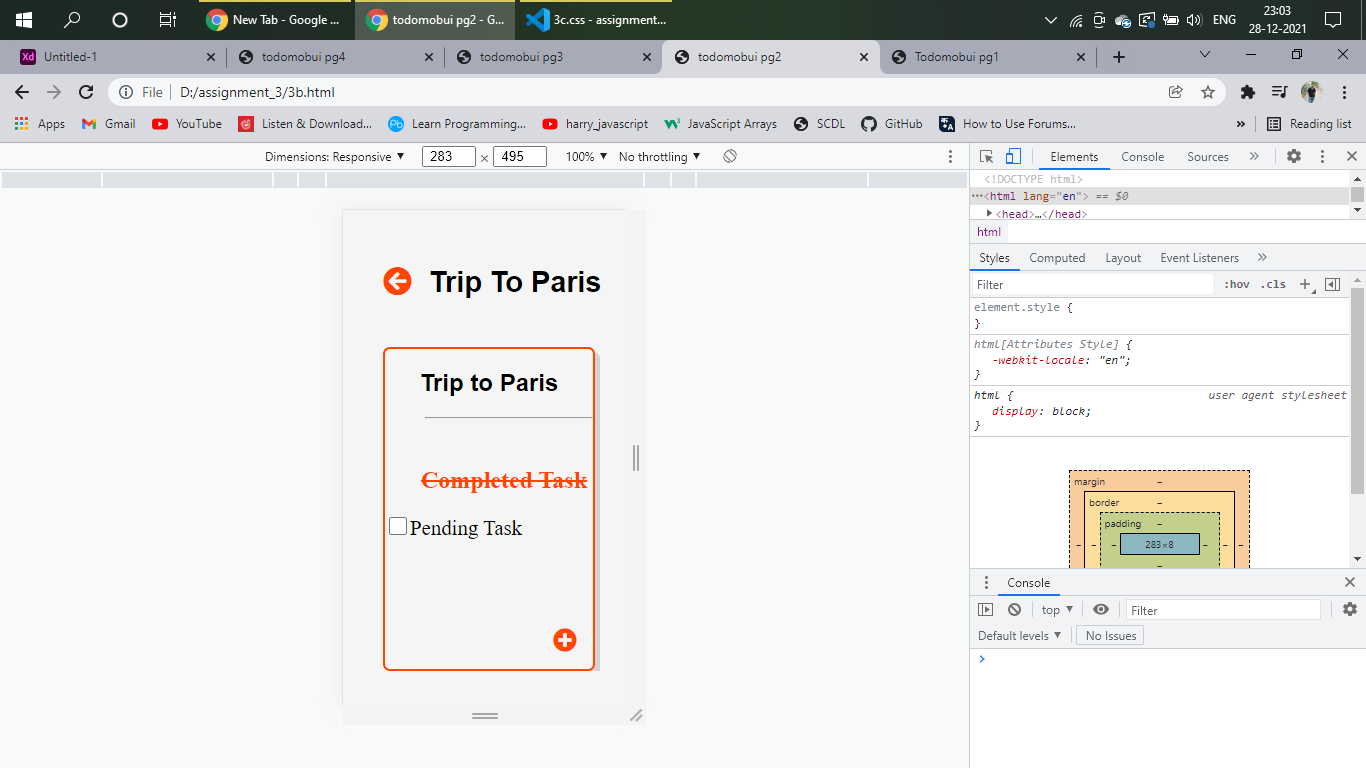 New Tab - Google ...
todomobui pg2 - G...
3c.css - assignment...
ENG
23:03
28-12-2021
Xd
Untitled-1
todomobui pg4
todomobui pg3
todomobui pg2
Todomobui pg1
File
D:/assignment_3/3b.html
Apps
Gmail
YouTube
Listen & Download...
Learn Programming...
harry_javascript
JavaScript Arrays
SCDL
GitHub
How to Use Forums...
»
Reading list
Dimensions: Responsive
283
×
495
100%
No throttling
Elements
Console
Sources
»
<!DOCTYPE html>
···<html lang="en"> == $0
<head>…</head>
html
Styles
Computed
Layout
Event Listeners
»
Filter
:hov
.cls
element.style {
}
html[Attributes Style] {
-webkit-locale: "en";
}
html {
user agent stylesheet
display: block;
}
margin
–
border
–
padding
–
– – – 283×8 – – –
–
Console
top
Filter
Default levels
No Issues
Trip To Paris
Trip to Paris
Completed Task
Pending Task